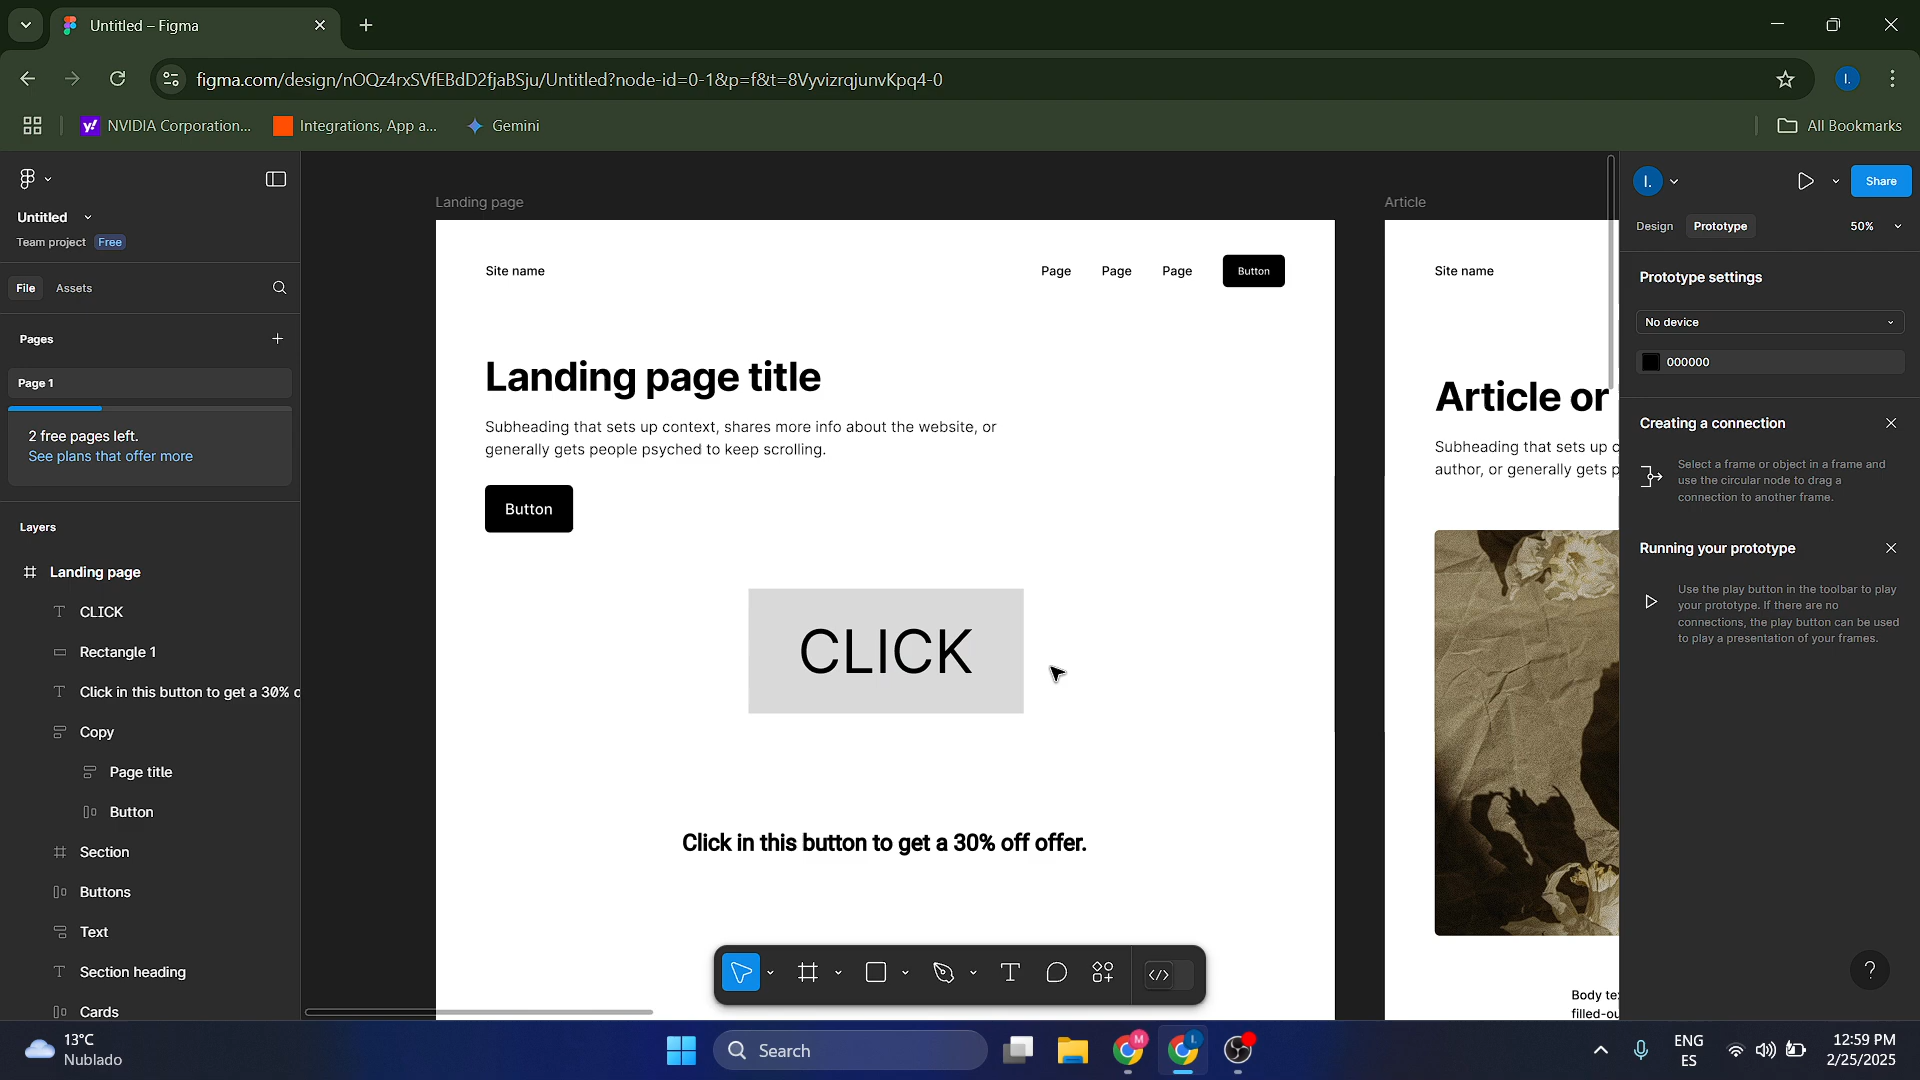 Untitled – Figma
figma.com/design/nOQz4rxSVfEBdD2fjaBSju/Untitled?node-id=0-1&p=f&t=8VyvizrqjunvKpq4-0
I.
NVIDIA Corporation...
Integrations, App a...
Gemini
All Bookmarks
Untitled
Team project Free
File Assets
Pages
Page 1
2 free pages left.
See plans that offer more
Layers
Landing page
CLICK
Rectangle 1
Click in this button to get a 30% o
Copy
Page title
Button
Section
Buttons
Text
Section heading
Cards
Landing page
Site name
Page Page Page Button
Landing page title
Subheading that sets up context, shares more info about the website, or
generally gets people psyched to keep scrolling.
Button
CLICK
Click in this button to get a 30% off offer.
Article
Site name
Article or
Subheading that sets up c
author, or generally gets p
Body te
filled-ou
I.
Share
Design Prototype 50%
Prototype settings
No device
000000
Creating a connection
Select a frame or object in a frame and
use the circular node to drag a
connection to another frame.
Running your prototype
Use the play button in the toolbar to play
your prototype. If there are no
connections, the play button can be used
to play a presentation of your frames.
?
13°C
Nublado
Search
M
I.
ENG
ES
12:59 PM
2/25/2025